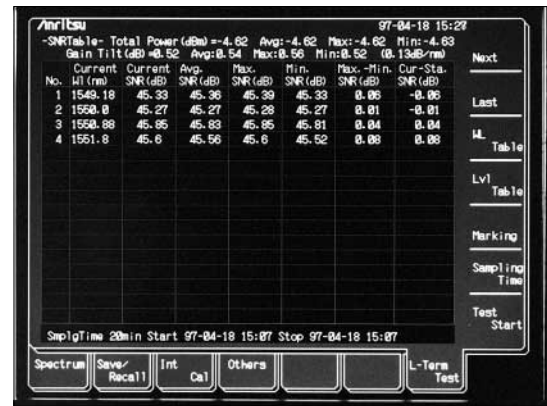 Anritsu 97-04-18 15:27
-SNRTable- Total Power(dBm)=-4.62 Avg:-4.62 Max:-4.62 Min:-4.63
Gain Tilt(dB)=0.52 Avg:0.54 Max:0.56 Min:0.52 (0.13dB/nm)
Current Current Avg. Max. Min. Max.-Min. Cur-Sta.
No. Wl(nm) SNR(dB) SNR(dB) SNR(dB) SNR(dB) SNR(dB) SNR(dB)
1 1549.18 45.33 45.36 45.39 45.33 0.06 -0.06
2 1550.0 45.27 45.27 45.28 45.27 0.01 -0.01
3 1550.88 45.85 45.83 45.85 45.81 0.04 0.04
4 1551.8 45.6 45.56 45.6 45.52 0.08 0.08
SmplgTime 20min Start 97-04-18 15:07 Stop 97-04-18 15:07
Next
Last
WL
Table
Lvl
Table
Marking
Sampling
Time
Test
Start
Spectrum
Save/
Recall
Int
Cal
Others
L-Term
Test